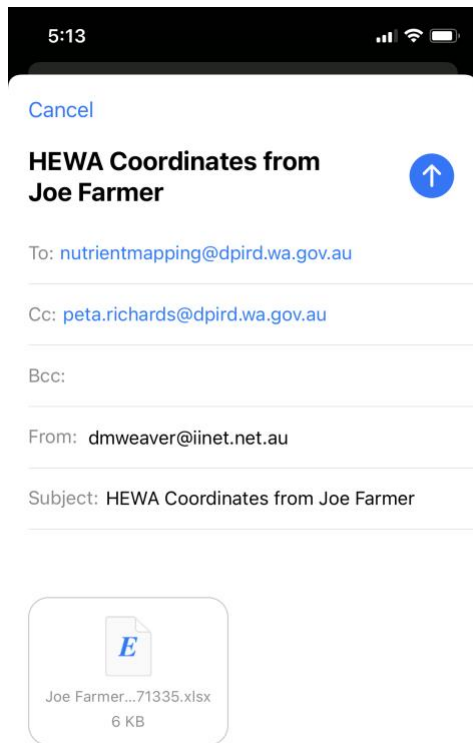 5:13
Cancel
HEWA Coordinates from
Joe Farmer
To: nutrientmapping@dpird.wa.gov.au
Cc: peta.richards@dpird.wa.gov.au
Bcc:
From: dmweaver@iinet.net.au
Subject: HEWA Coordinates from Joe Farmer
E
Joe Farmer...71335.xlsx
6 KB